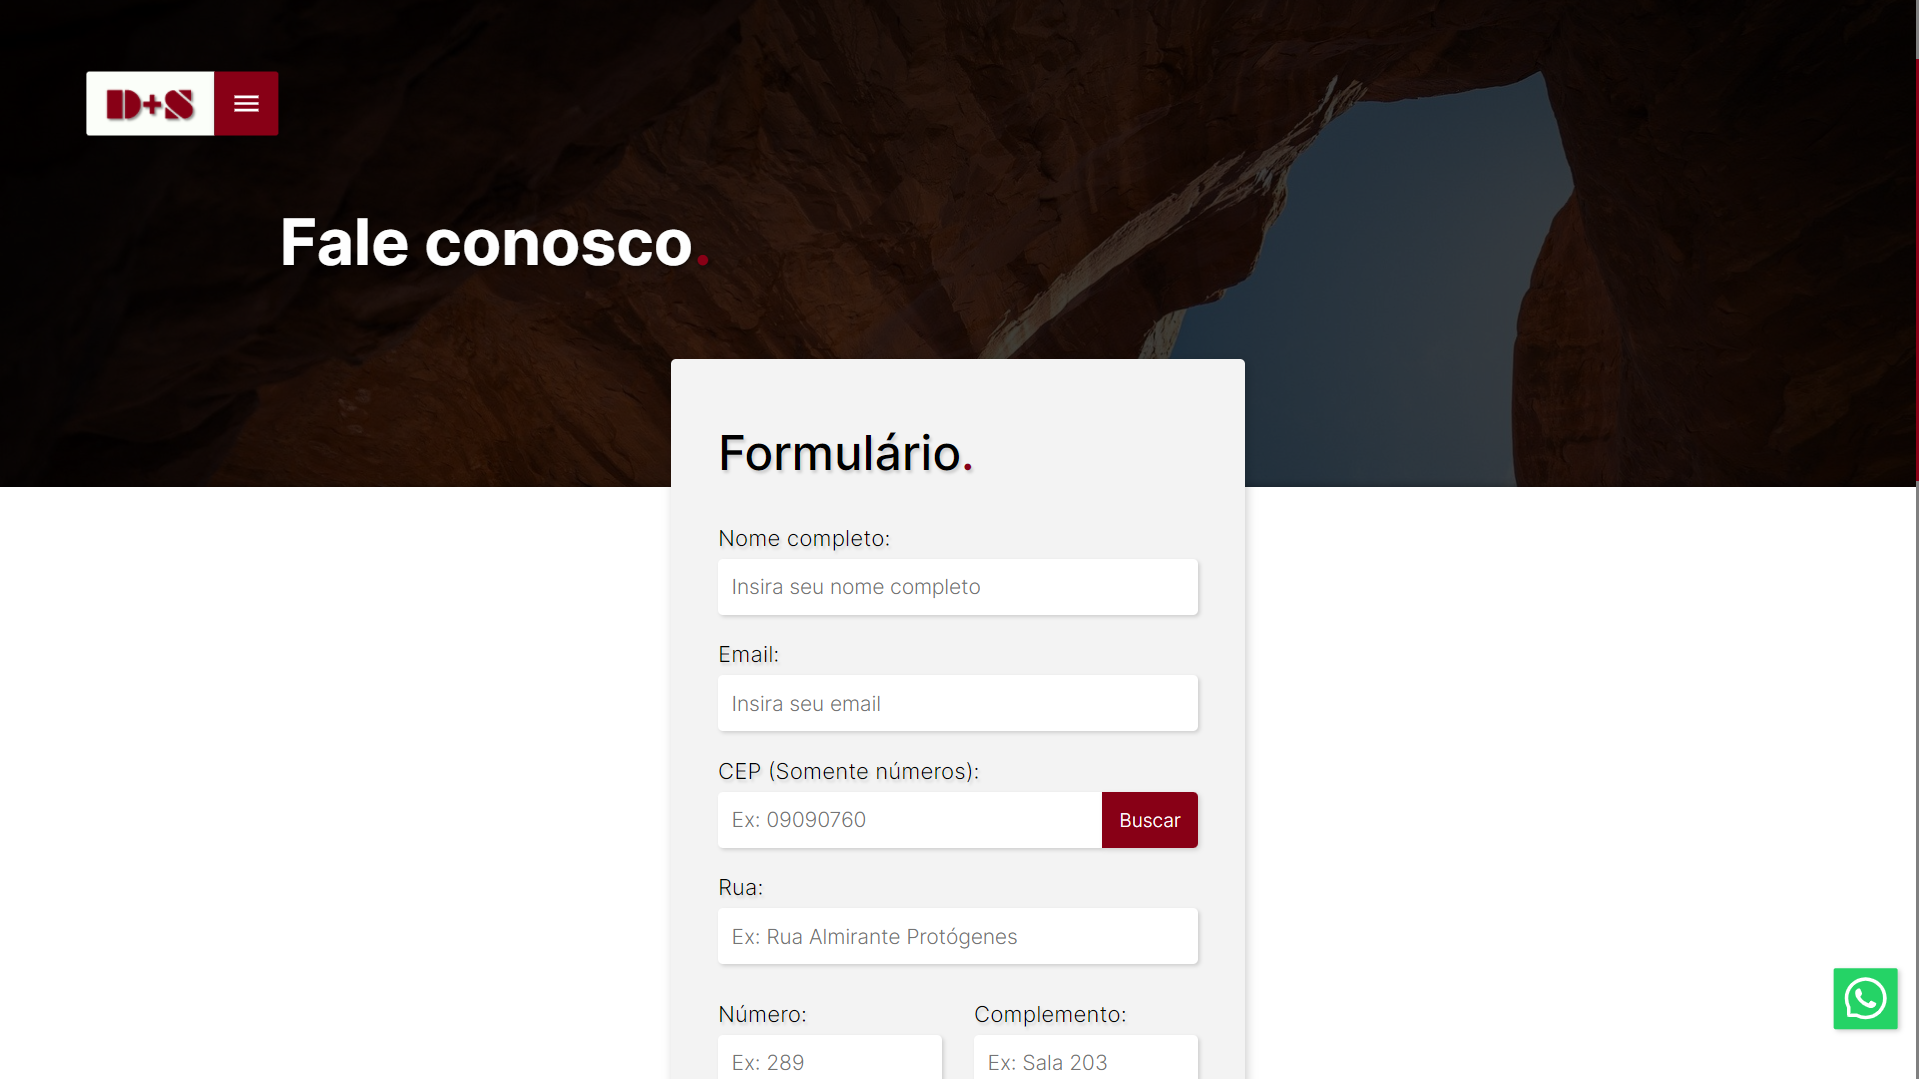 D+S
Fale conosco.
Formulário.
Nome completo:
Insira seu nome completo
Email:
Insira seu email
CEP (Somente números):
Ex: 09090760
Buscar
Rua:
Ex: Rua Almirante Protógenes
Número:
Complemento:
Ex: 289
Ex: Sala 203